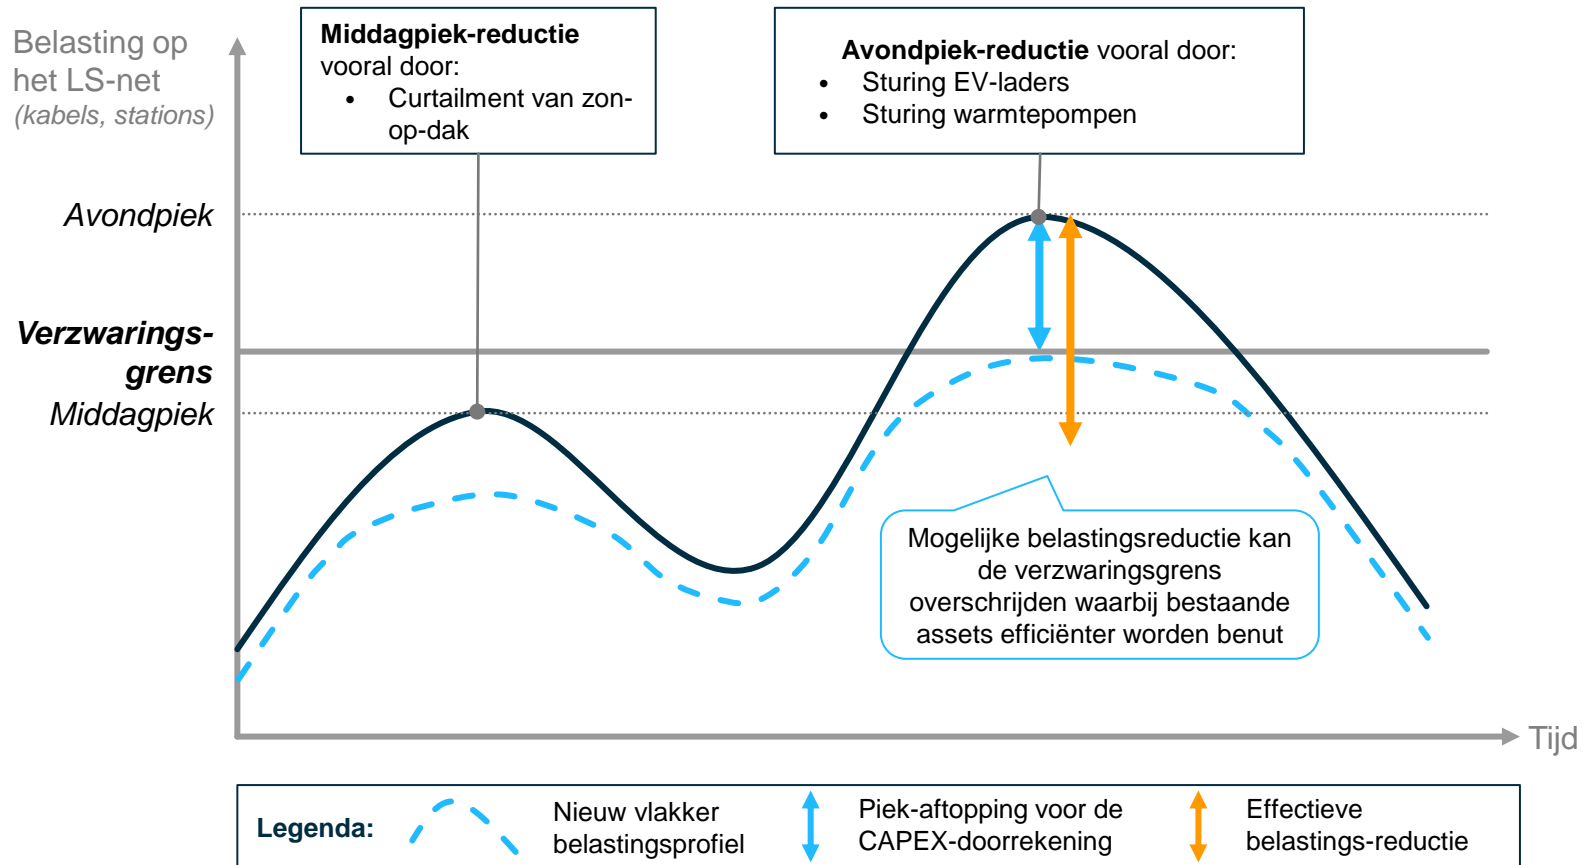 Belasting op
het LS-net
(kabels, stations)
Middagpiek-reductie
vooral door:
• Curtailment van zon-
op-dak
Avondpiek-reductie vooral door:
• Sturing EV-laders
• Sturing warmtepompen
Avondpiek
Verzwarings-
grens
Middagpiek
Mogelijke belastingsreductie kan
de verzwaringsgrens
overschrijden waarbij bestaande
assets efficiënter worden benut
Tijd
Legenda:
Nieuw vlakker
belastingsprofiel
Piek-aftopping voor de
CAPEX-doorrekening
Effectieve
belastings-reductie